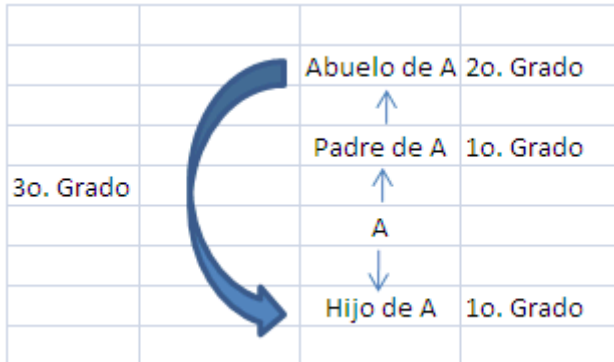 Abuelo de A 2o. Grado
Padre de A 1o. Grado
3o. Grado
A
Hijo de A 1o. Grado